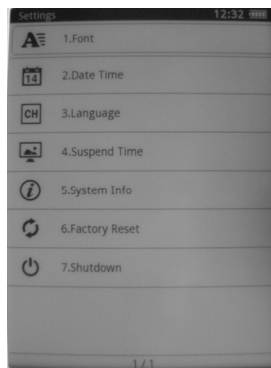 Settings 12:32
A 1.Font
14 2.Date Time
CH 3.Language
4.Suspend Time
i 5.System Info
6.Factory Reset
7.Shutdown
1 / 1